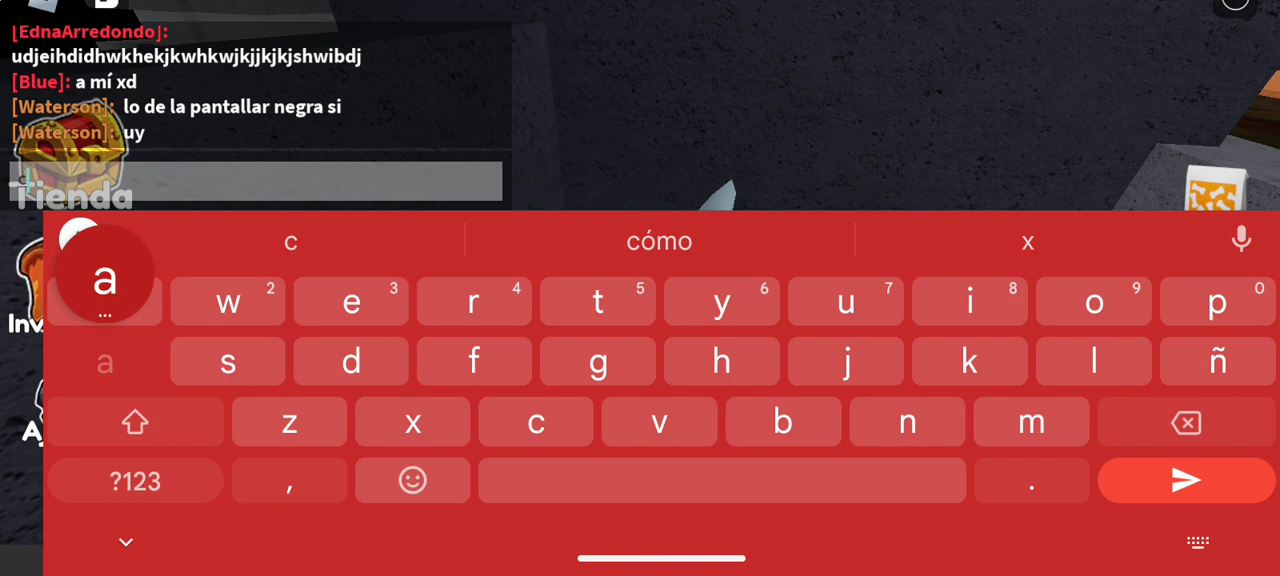 [EdnaArredondo]:
udjeihdidhwkhekjkwhkwjkjjkjkjshwibdj
[Blue]: a mí xd
[Waterson]: lo de la pantallar negra si
[Waterson]: uy
c
Tienda
c cómo x
a
w 2 e 3 r 4 t 5 y 6 u 7 i 8 o 9 p 0
Inv
a s d f g h j k l ñ
z x c v b n m
A
?123 , .